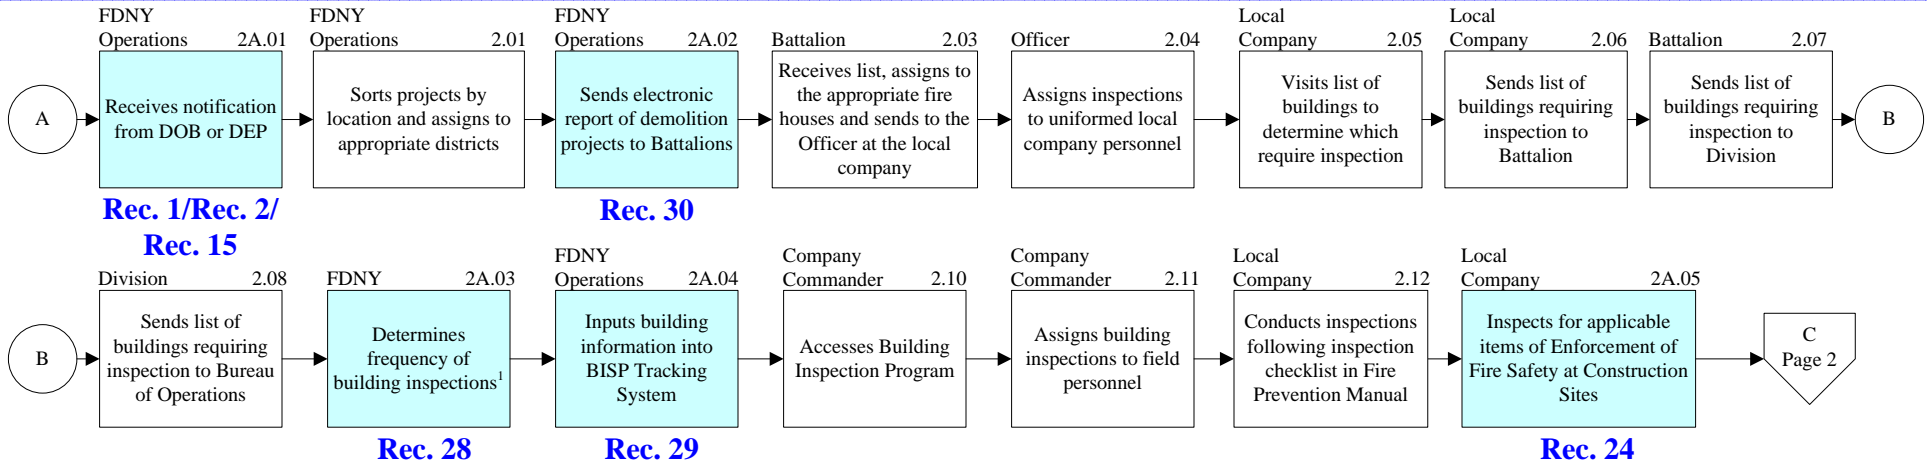 A
FDNY
Operations 2A.01
Receives notification
from DOB or DEP
Rec. 1/Rec. 2/
Rec. 15
FDNY
Operations 2.01
Sorts projects by
location and assigns to
appropriate districts
FDNY
Operations 2A.02
Sends electronic
report of demolition
projects to Battalions
Rec. 30
Battalion 2.03
Receives list, assigns to
the appropriate fire
houses and sends to the
Officer at the local
company
Officer 2.04
Assigns inspections
to uniformed local
company personnel
Local
Company 2.05
Visits list of
buildings to
determine which
require inspection
Local
Company 2.06
Sends list of
buildings requiring
inspection to
Battalion
Battalion 2.07
Sends list of
buildings requiring
inspection to
Division
B
B
Division 2.08
Sends list of
buildings requiring
inspection to Bureau
of Operations
FDNY 2A.03
Determines
frequency of
building inspections¹
Rec. 28
FDNY
Operations 2A.04
Inputs building
information into
BISP Tracking
System
Rec. 29
Company
Commander 2.10
Accesses Building
Inspection Program
Company
Commander 2.11
Assigns building
inspections to field
personnel
Local
Company 2.12
Conducts inspections
following inspection
checklist in Fire
Prevention Manual
Local
Company 2A.05
Inspects for applicable
items of Enforcement of
Fire Safety at Construction
Sites
Rec. 24
C
Page 2